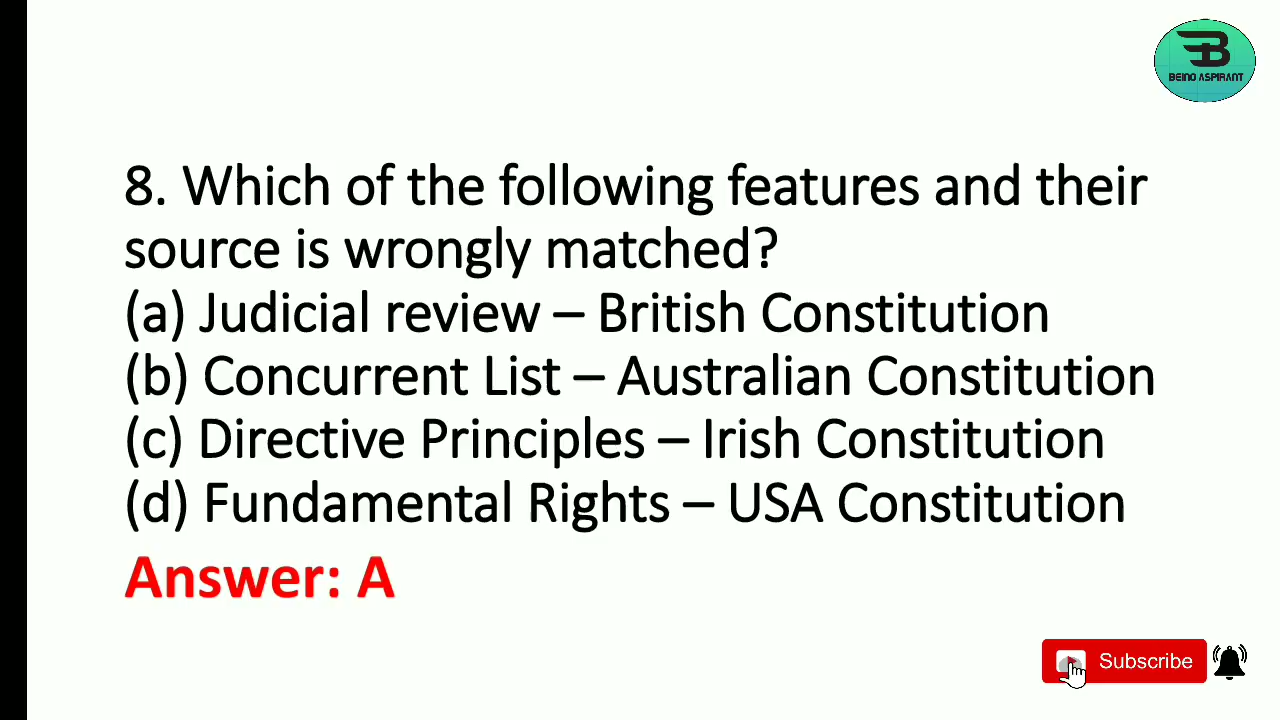 BEINO ASPIRANT
8. Which of the following features and their
source is wrongly matched?
(a) Judicial review – British Constitution
(b) Concurrent List – Australian Constitution
(c) Directive Principles – Irish Constitution
(d) Fundamental Rights – USA Constitution
Answer: A
Subscribe